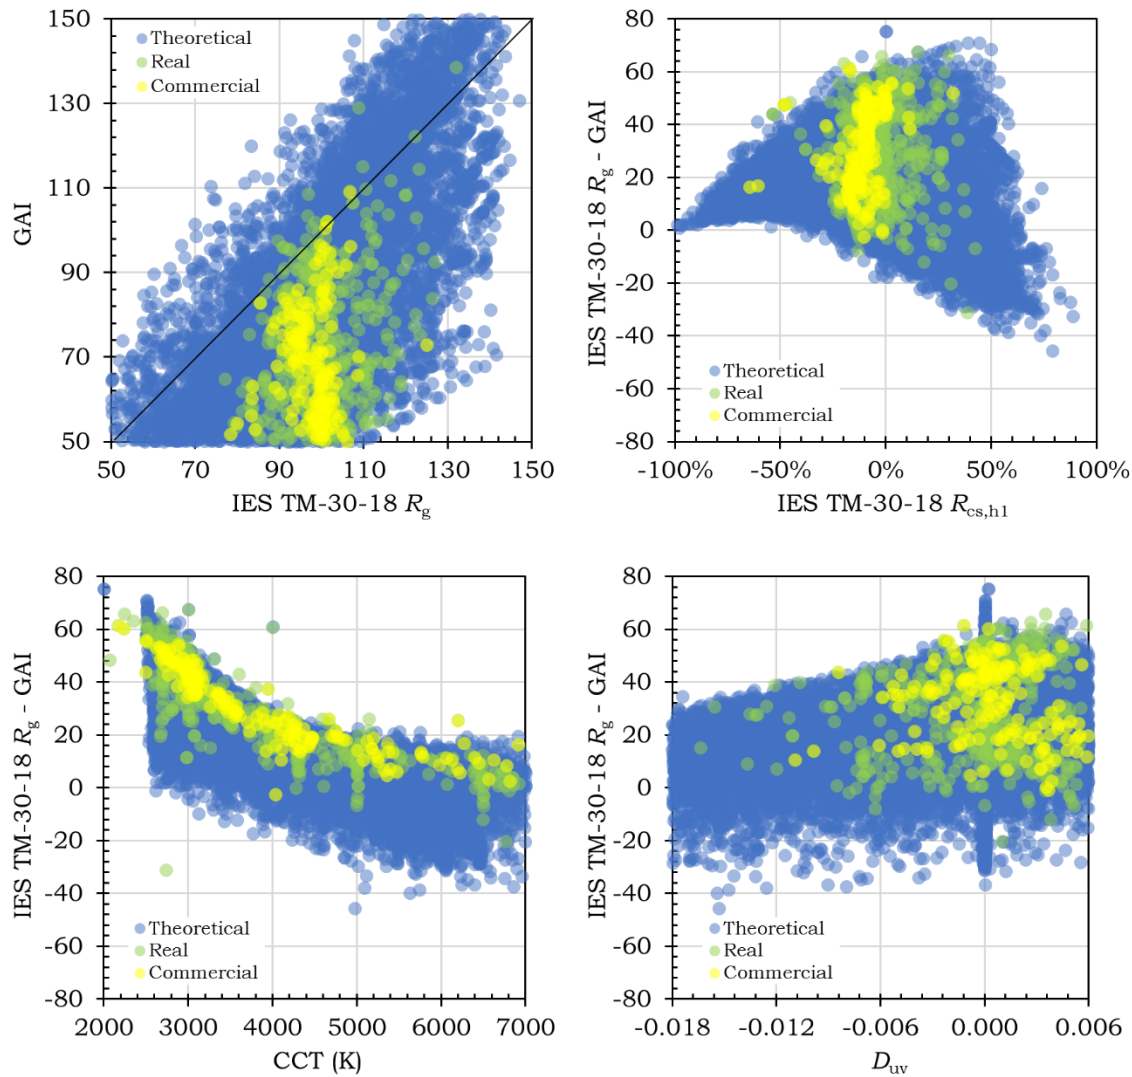 150
130
110
90
70
50
GAI
Theoretical
Real
Commercial
50 70 90 110 130 150
IES TM-30-18 Rg
80
60
40
20
0
-20
-40
-60
-80
IES TM-30-18 Rg - GAI
Theoretical
Real
Commercial
-100% -50% 0% 50% 100%
IES TM-30-18 Rcs,h1
80
60
40
20
0
-20
-40
-60
-80
IES TM-30-18 Rg - GAI
Theoretical
Real
Commercial
2000 3000 4000 5000 6000 7000
CCT (K)
80
60
40
20
0
-20
-40
-60
-80
IES TM-30-18 Rg - GAI
Theoretical
Real
Commercial
-0.018 -0.012 -0.006 0.000 0.006
Duv